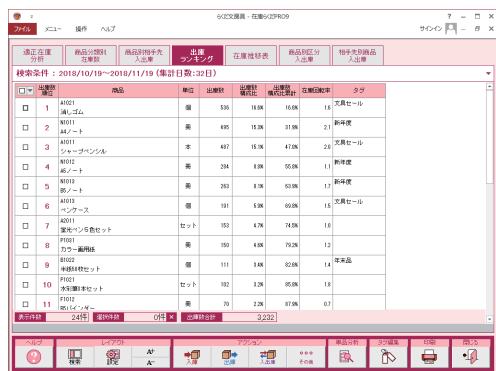 らくだ文具 - 在庫らくだPRO9
ファイル メニュー 操作 ヘルプ サインイン
適正在庫分析 商品分類別在庫数 商品別相手先入出庫 出庫ランキング 在庫推移表 商品別区分入出庫 相手先別商品入出庫
検索条件 : 2018/10/19~2018/11/19 (集計日数:32日)
出庫数順位 商品 単位 出庫数 出庫数構成比 出庫数構成比累計 在庫回転率 タグ
1 A1021 消しゴム 個 536 16.6% 16.6% 1.6 文具セール
2 N1011 A4ノート 冊 495 15.3% 31.9% 2.1 新年度
3 A1011 シャープペンシル 本 487 15.1% 47.0% 2.0 文具セール
4 N1012 A6ノート 冊 284 8.8% 55.8% 1.1 新年度
5 N1013 B5ノート 冊 263 8.1% 63.9% 1.7 新年度
6 A1013 ペンケース 個 191 5.9% 69.8% 1.5 文具セール
7 A2011 蛍光ペン5色セット セット 153 4.7% 74.5% 1.0
8 P1031 カラー画用紙 冊 150 4.6% 79.2% 1.2
9 B1022 半紙50枚セット 個 111 3.4% 82.6% 1.4 年末品
10 P1021 水彩筆3本セット セット 102 3.2% 85.8% 1.8
11 F1012 B5バインダー 冊 70 2.2% 87.9% 0.7
表示件数 24件 選択件数 0件 × 出庫数合計 3,232
ヘルプ レイアウト アクション 単品分析 タグ編集 印刷 閉じる
検索 設定 A+ A- 入庫 出庫 入出庫 その他